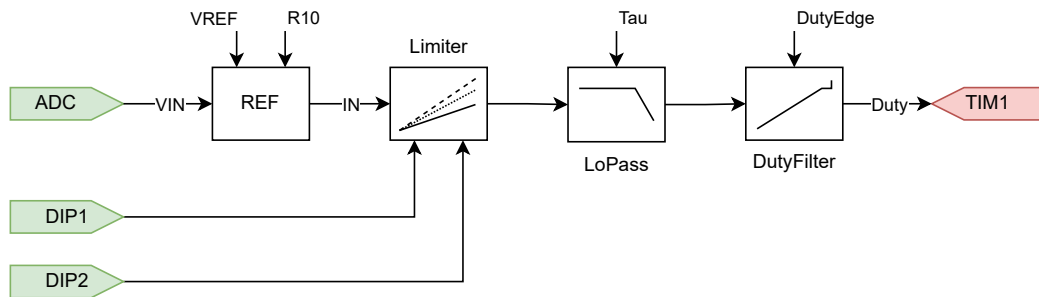 VREF
R10
Tau
DutyEdge
Limiter
ADC
VIN
REF
IN
Duty
TIM1
LoPass
DutyFilter
DIP1
DIP2